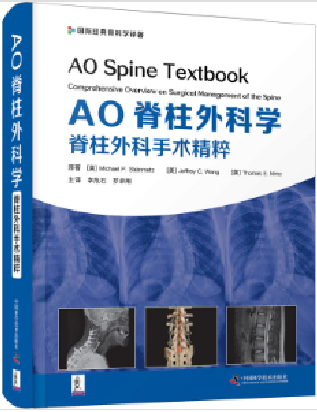 国际经典骨科学译著
AO Spine Textbook
Comprehensive Overview on Surgical Management of the Spine
AO 脊柱外科学
脊柱外科手术精粹
原著 [美] Michael P. Steinmetz [美] Jeffrey C. Wang [美] Thomas E. Mroz
主译
中国科学技术出版社
AO 脊柱外科学
脊柱外科手术精粹
中国科学技术出版社